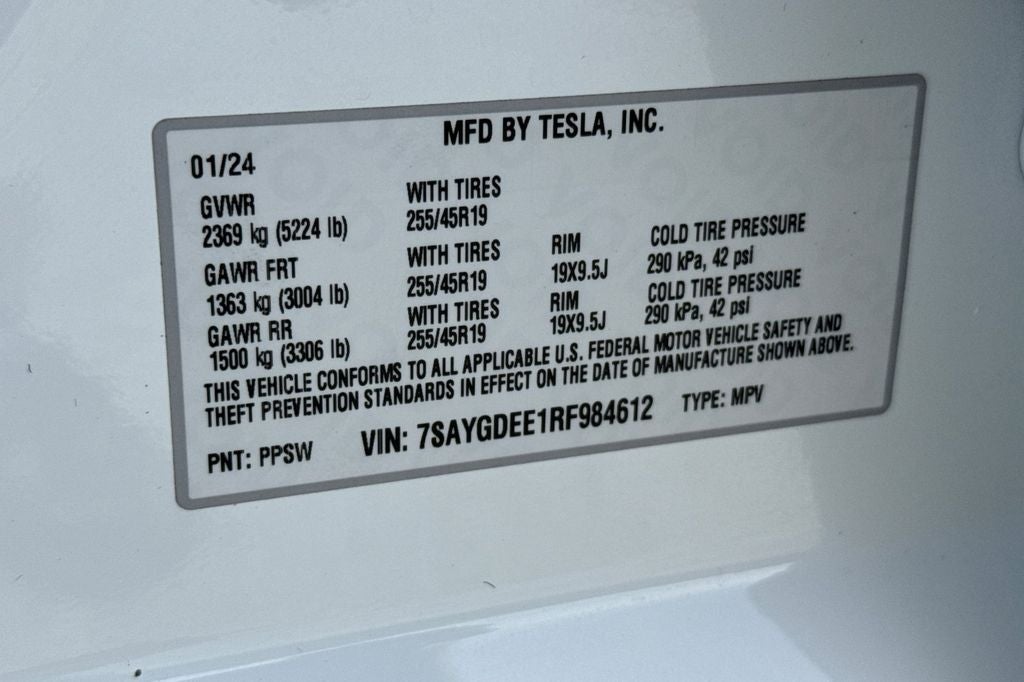 MFD BY TESLA, INC.
01/24
GVWR WITH TIRES
2369 kg (5224 lb) 255/45R19
GAWR FRT WITH TIRES RIM COLD TIRE PRESSURE
1363 kg (3004 lb) 255/45R19 19X9.5J 290 kPa, 42 psi
GAWR RR WITH TIRES RIM COLD TIRE PRESSURE
1500 kg (3306 lb) 255/45R19 19X9.5J 290 kPa, 42 psi
THIS VEHICLE CONFORMS TO ALL APPLICABLE U.S. FEDERAL MOTOR VEHICLE SAFETY AND
THEFT PREVENTION STANDARDS IN EFFECT ON THE DATE OF MANUFACTURE SHOWN ABOVE.
PNT: PPSW VIN: 7SAYGDEE1RF984612 TYPE: MPV